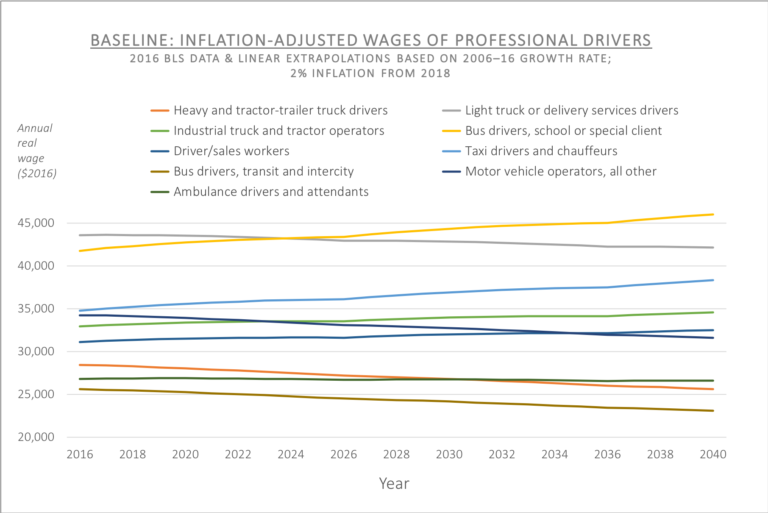 BASELINE: INFLATION-ADJUSTED WAGES OF PROFESSIONAL DRIVERS
2016 BLS DATA & LINEAR EXTRAPOLATIONS BASED ON 2006–16 GROWTH RATE;
2% INFLATION FROM 2018
Annual
real
wage
($2016)
Heavy and tractor-trailer truck drivers
Light truck or delivery services drivers
Industrial truck and tractor operators
Bus drivers, school or special client
Driver/sales workers
Taxi drivers and chauffeurs
Bus drivers, transit and intercity
Motor vehicle operators, all other
Ambulance drivers and attendants
45,000
40,000
35,000
30,000
25,000
20,000
2016 2018 2020 2022 2024 2026 2028 2030 2032 2034 2036 2038 2040
Year